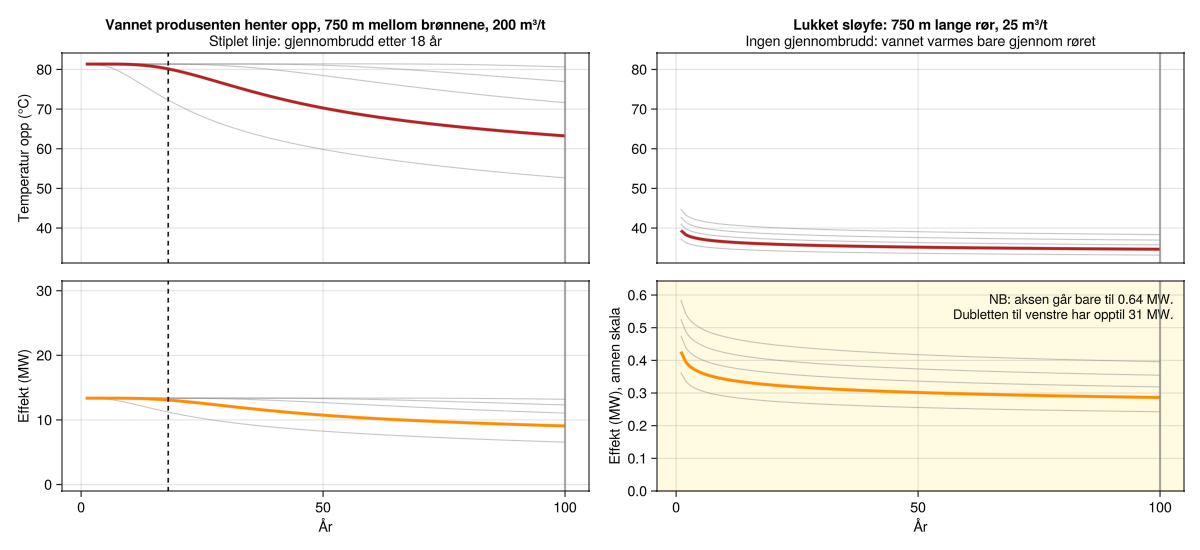 Vannet produsenten henter opp, 750 m mellom brønnene, 200 m³/t
Stiplet linje: gjennombrudd etter 18 år
80
70
60
50
40
Temperatur opp (°C)
Lukket sløyfe: 750 m lange rør, 25 m³/t
Ingen gjennombrudd: vannet varmes bare gjennom røret
80
70
60
50
40
30
20
10
0
Effekt (MW)
0
50
100
År
NB: aksen går bare til 0.64 MW.
Dubletten til venstre har opptil 31 MW.
0.6
0.5
0.4
0.3
0.2
0.1
0.0
Effekt (MW), annen skala
0
50
100
År